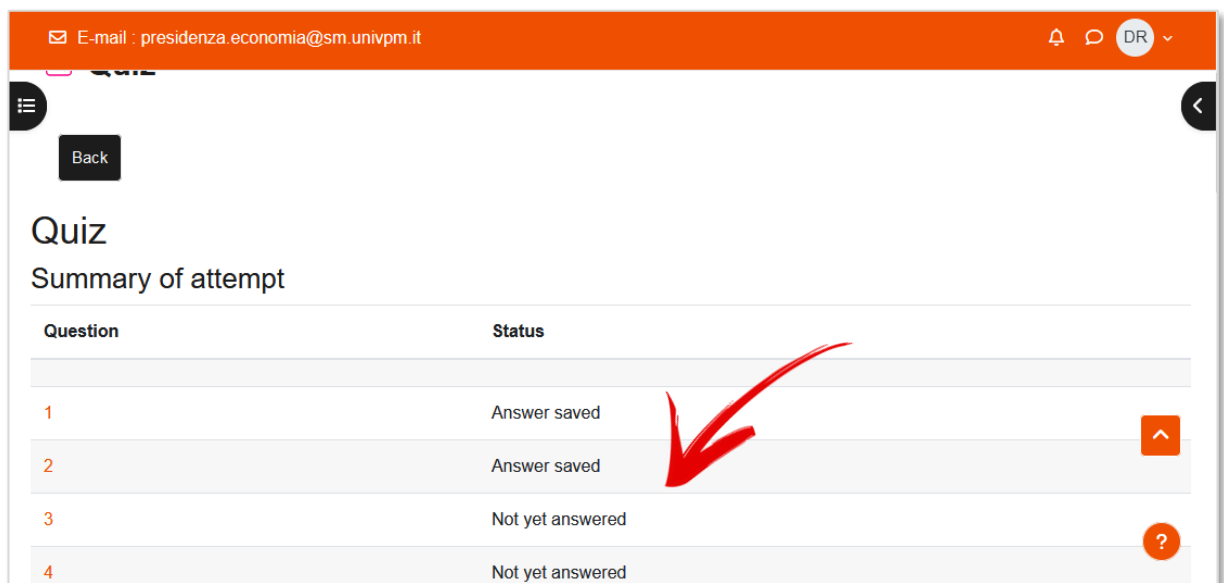 E-mail : presidenza.economia@sm.univpm.it
DR
Quiz
Back
Quiz
Summary of attempt
Question Status
1 Answer saved
2 Answer saved
3 Not yet answered
?
4 Not yet answered